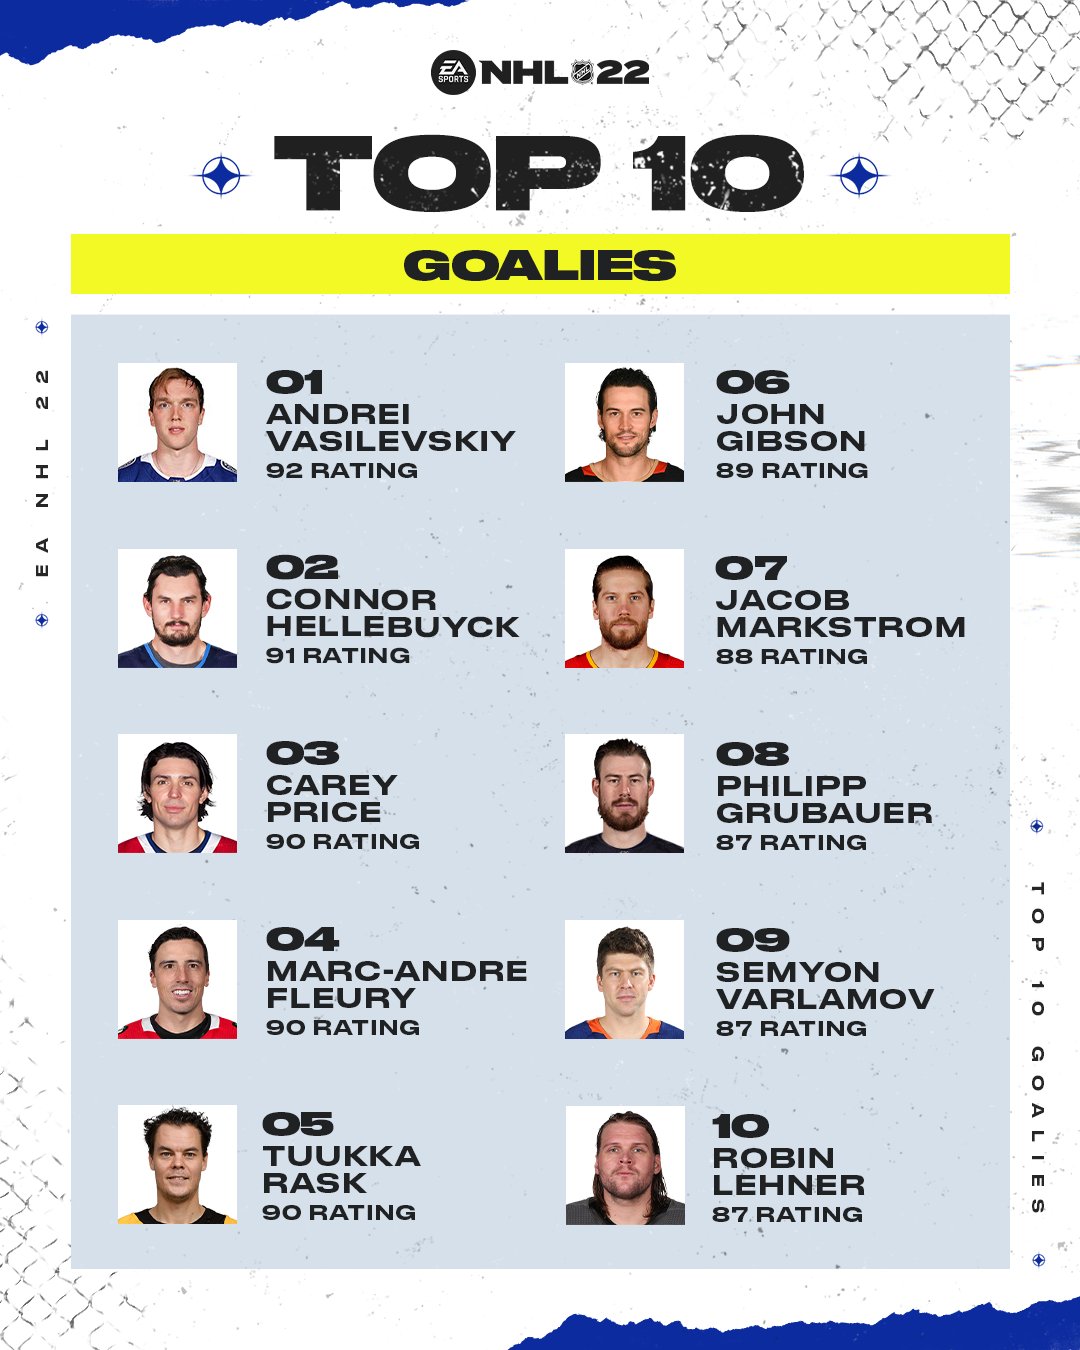 EA SPORTS NHL NHL 22
TOP 10
GOALIES
EA NHL 22
01
ANDREI
VASILEVSKIY
92 RATING
02
CONNOR
HELLEBUYCK
91 RATING
03
CAREY
PRICE
90 RATING
04
MARC-ANDRE
FLEURY
90 RATING
05
TUUKKA
RASK
90 RATING
06
JOHN
GIBSON
89 RATING
07
JACOB
MARKSTROM
88 RATING
08
PHILIPP
GRUBAUER
87 RATING
09
SEMYON
VARLAMOV
87 RATING
10
ROBIN
LEHNER
87 RATING
TOP 10 GOALIES